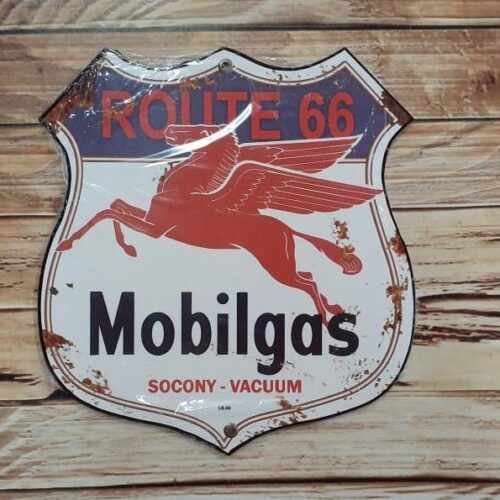 ROUTE 66
Mobilgas
SOCONY - VACUUM